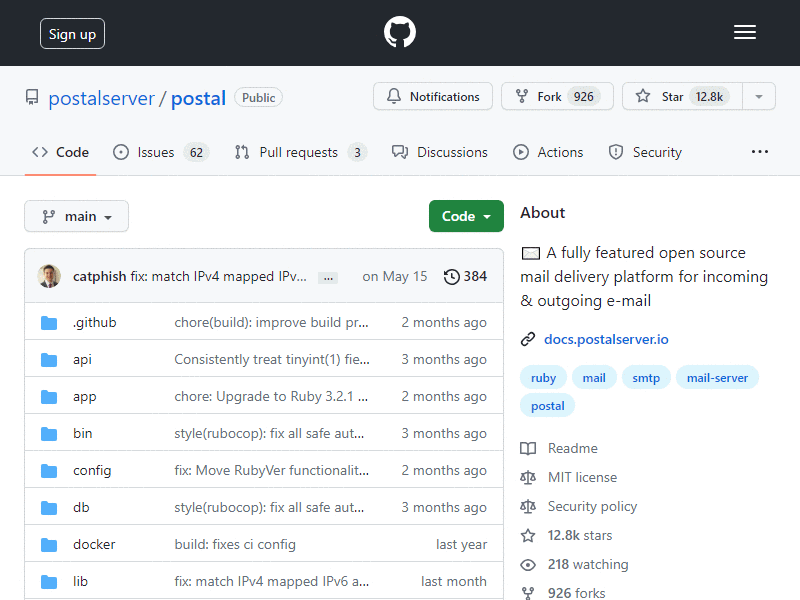 Sign up
postalserver / postal Public
Notifications
Fork 926
Star 12.8k
Code
Issues 62
Pull requests 3
Discussions
Actions
Security
main
Code
catphish fix: match IPv4 mapped IPv... ... on May 15 384
.github chore(build): improve build pr... 2 months ago
api Consistently treat tinyint(1) fie... 3 months ago
app chore: Upgrade to Ruby 3.2.1 ... 2 months ago
bin style(rubocop): fix all safe aut... 3 months ago
config fix: Move RubyVer functionalit... 2 months ago
db style(rubocop): fix all safe aut... 3 months ago
docker build: fixes ci config last year
lib fix: match IPv4 mapped IPv6 a... last month
About
A fully featured open source
mail delivery platform for incoming
& outgoing e-mail
docs.postalserver.io
ruby mail smtp mail-server
postal
Readme
MIT license
Security policy
12.8k stars
218 watching
926 forks